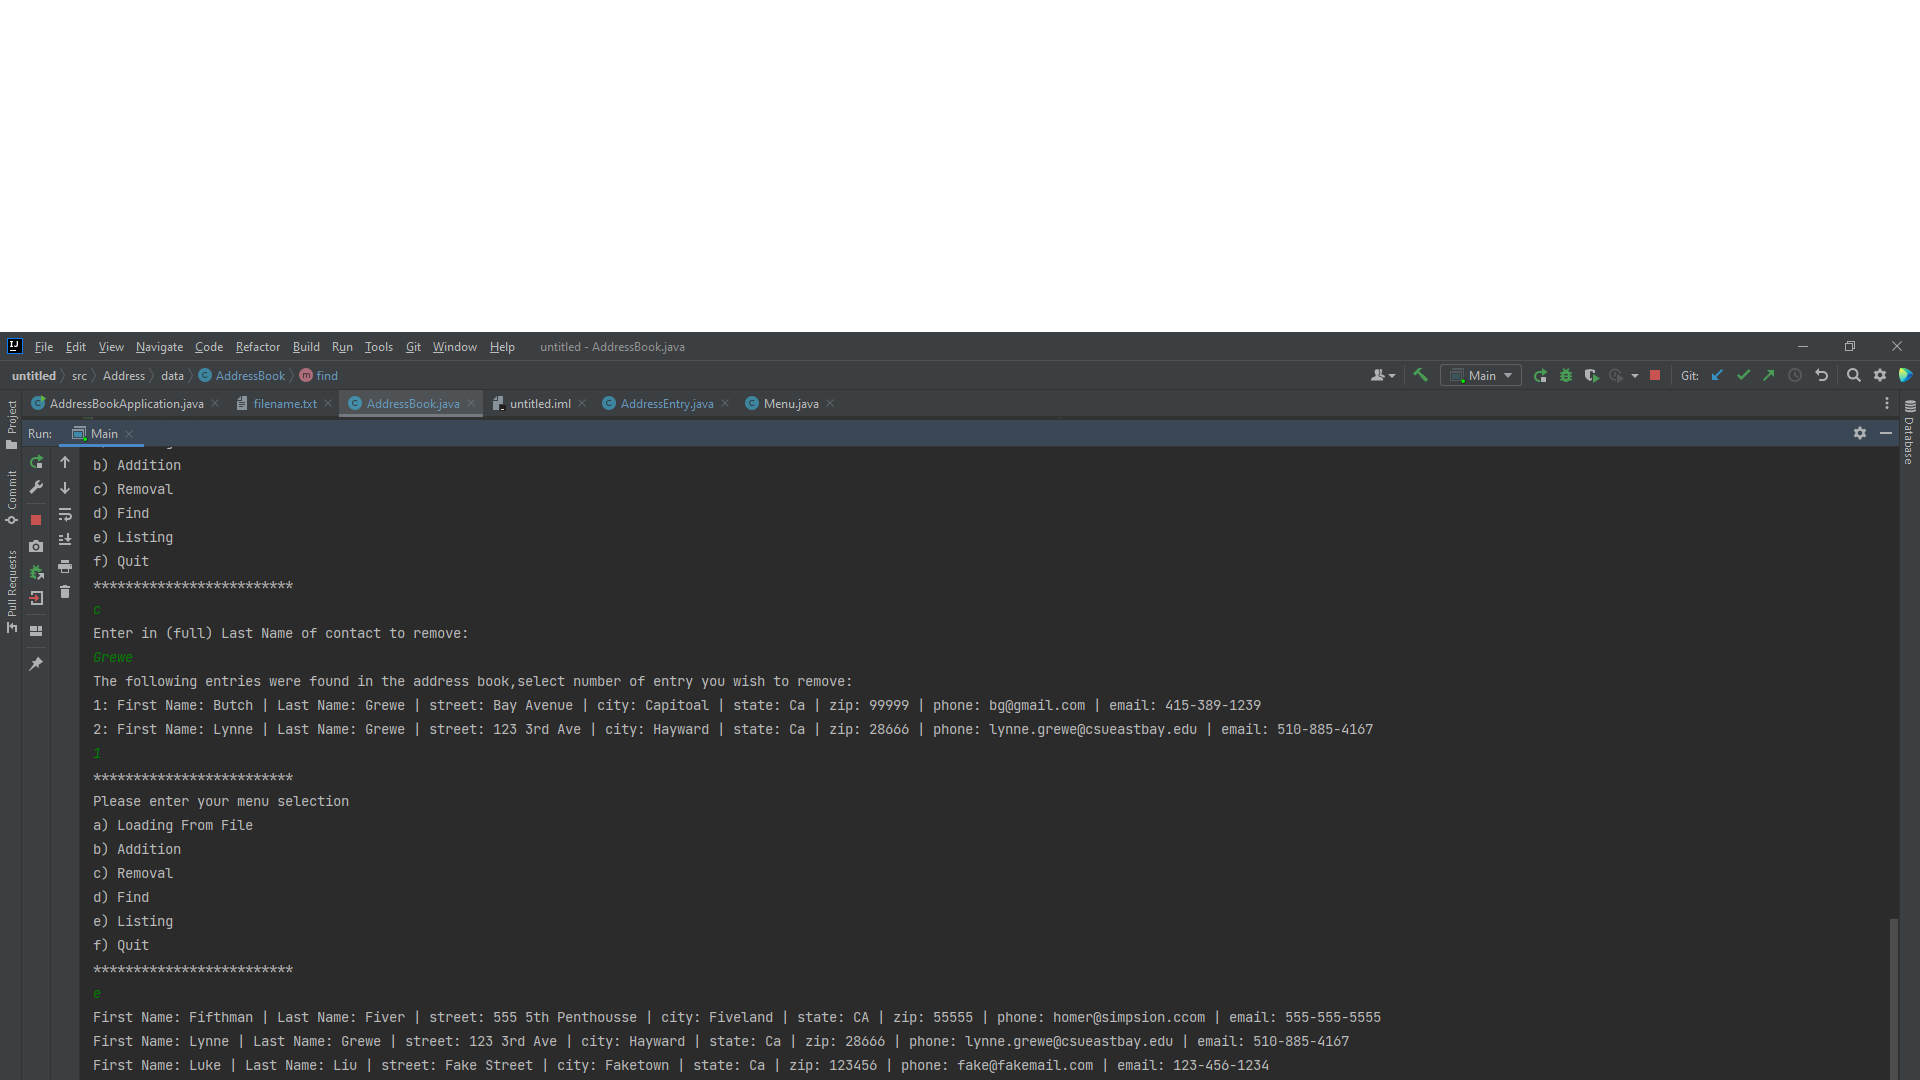 File Edit View Navigate Code Refactor Build Run Tools Git Window Help untitled - AddressBook.java
untitled src Address data AddressBook find Main Git:
AddressBookApplication.java filename.txt AddressBook.java untitled.iml AddressEntry.java Menu.java
Project
Commit
Pull Requests
Database
Run: Main
b) Addition
c) Removal
d) Find
e) Listing
f) Quit
*************************
c
Enter in (full) Last Name of contact to remove:
Grewe
The following entries were found in the address book,select number of entry you wish to remove:
1: First Name: Butch | Last Name: Grewe | street: Bay Avenue | city: Capitoal | state: Ca | zip: 99999 | phone: bg@gmail.com | email: 415-389-1239
2: First Name: Lynne | Last Name: Grewe | street: 123 3rd Ave | city: Hayward | state: Ca | zip: 28666 | phone: lynne.grewe@csueastbay.edu | email: 510-885-4167
1
*************************
Please enter your menu selection
a) Loading From File
b) Addition
c) Removal
d) Find
e) Listing
f) Quit
*************************
e
First Name: Fifthman | Last Name: Fiver | street: 555 5th Penthousse | city: Fiveland | state: CA | zip: 55555 | phone: homer@simpsion.ccom | email: 555-555-5555
First Name: Lynne | Last Name: Grewe | street: 123 3rd Ave | city: Hayward | state: Ca | zip: 28666 | phone: lynne.grewe@csueastbay.edu | email: 510-885-4167
First Name: Luke | Last Name: Liu | street: Fake Street | city: Faketown | state: Ca | zip: 123456 | phone: fake@fakemail.com | email: 123-456-1234